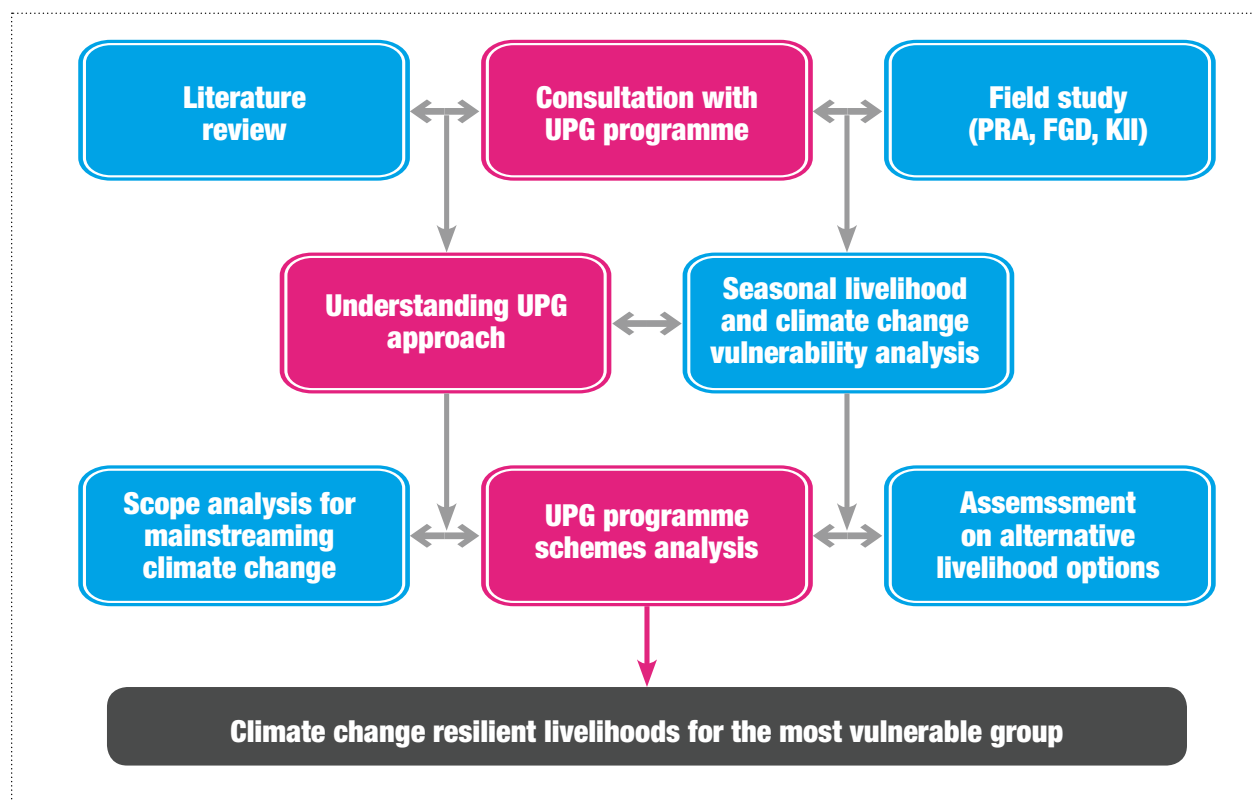 Literature
review
Consultation with
UPG programme
Field study
(PRA, FGD, KII)
Understanding UPG
approach
Seasonal livelihood
and climate change
vulnerability analysis
Scope analysis for
mainstreaming
climate change
UPG programme
schemes analysis
Assemssment
on alternative
livelihood options
Climate change resilient livelihoods for the most vulnerable group